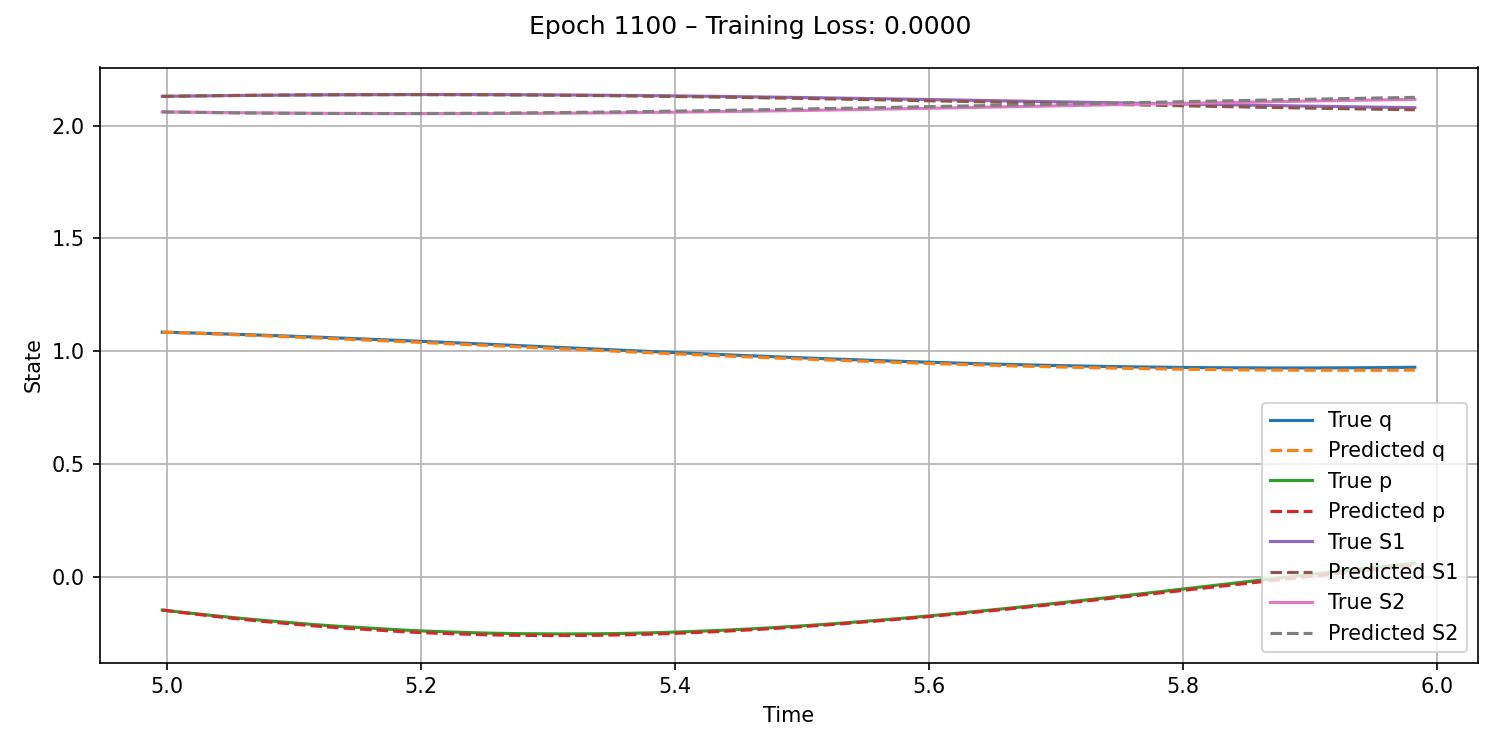 Epoch 1100 – Training Loss: 0.0000
State
2.0
1.5
1.0
0.5
0.0
True q
Predicted q
True p
Predicted p
True S1
Predicted S1
True S2
Predicted S2
5.0 5.2 5.4 5.6 5.8 6.0
Time